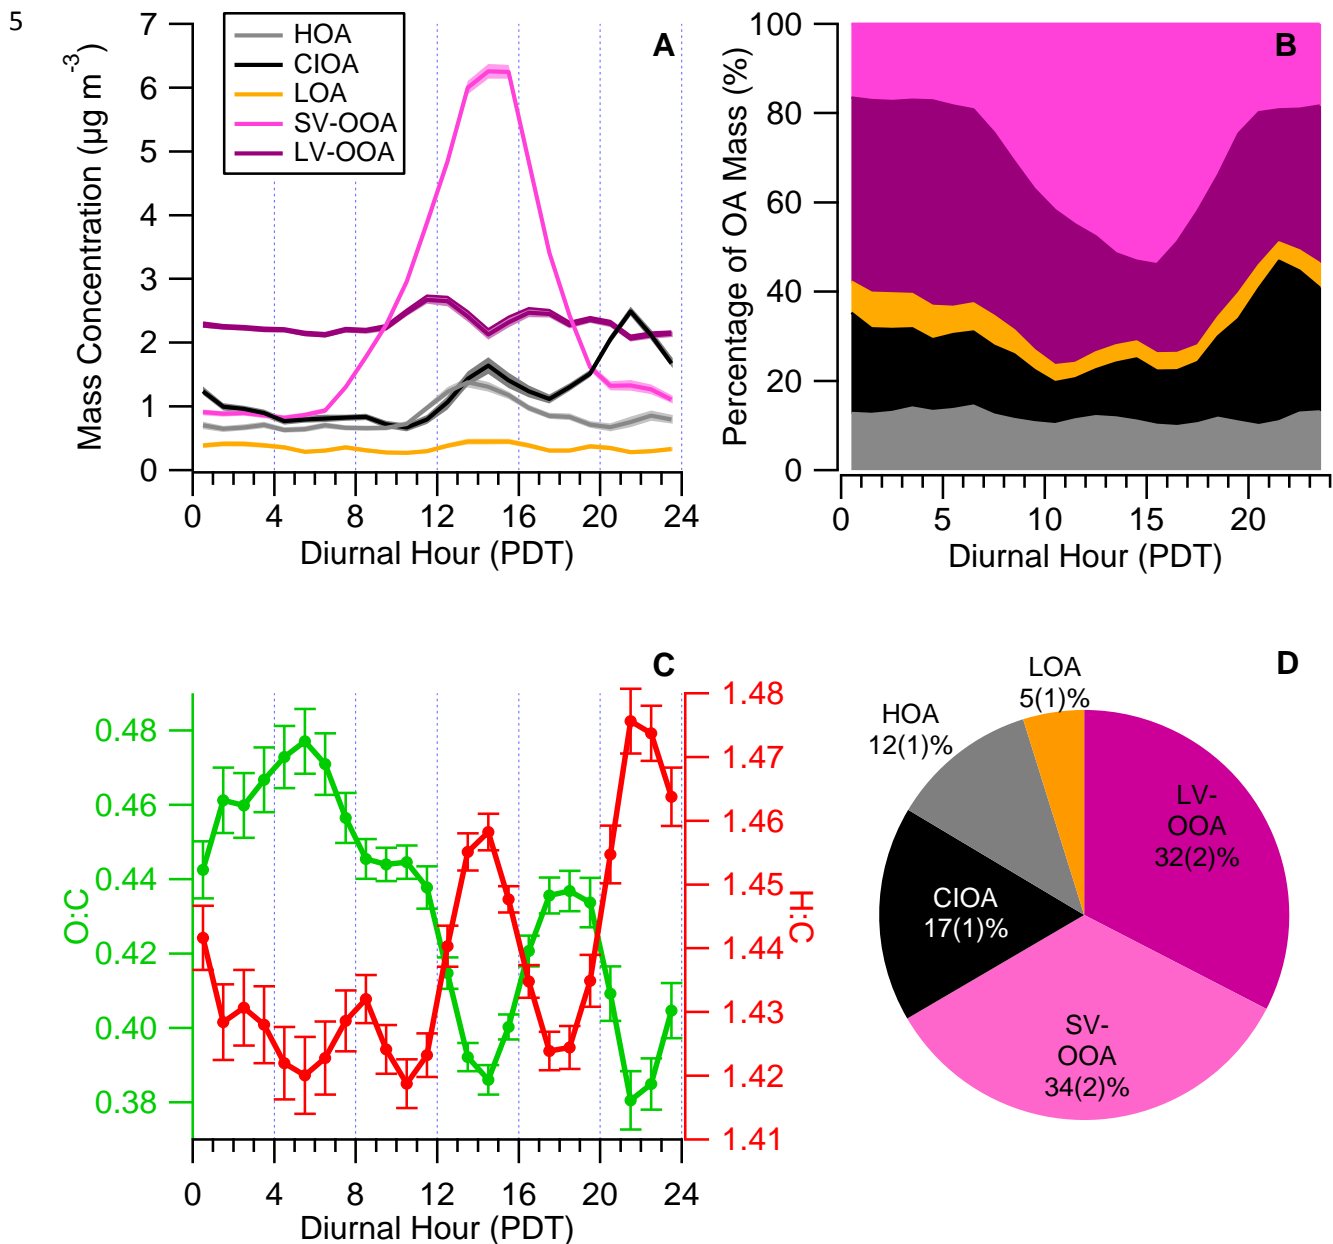 5
A
HOA
CIOA
LOA
SV-OOA
LV-OOA
Mass Concentration (µg m-3)
7
6
5
4
3
2
1
0
0 4 8 12 16 20 24
Diurnal Hour (PDT)
B
Percentage of OA Mass (%)
100
80
60
40
20
0
0 5 10 15 20
Diurnal Hour (PDT)
C
O:C
0.48
0.46
0.44
0.42
0.40
0.38
H:C
1.48
1.47
1.46
1.45
1.44
1.43
1.42
1.41
0 4 8 12 16 20 24
Diurnal Hour (PDT)
D
LOA
5(1)%
HOA
12(1)%
LV-
OOA
32(2)%
CIOA
17(1)%
SV-
OOA
34(2)%